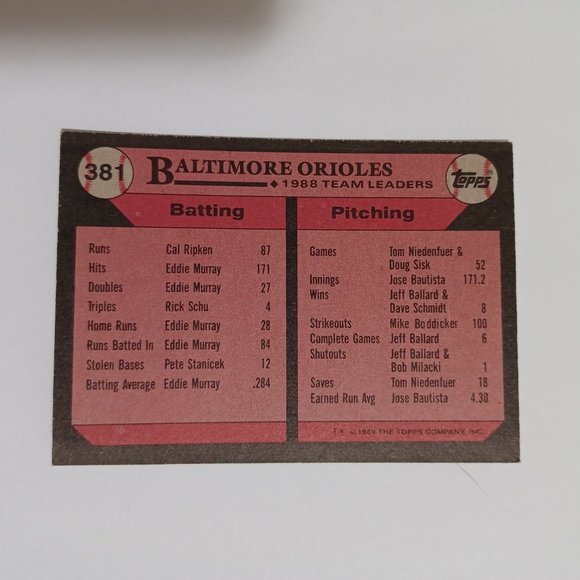 381 BALTIMORE ORIOLES topps®
1988 TEAM LEADERS
Batting
Runs Cal Ripken 87
Hits Eddie Murray 171
Doubles Eddie Murray 27
Triples Rick Schu 4
Home Runs Eddie Murray 28
Runs Batted In Eddie Murray 84
Stolen Bases Pete Stanicek 12
Batting Average Eddie Murray .284
Pitching
Games Tom Niedenfuer &
Doug Sisk 52
Innings Jose Bautista 171.2
Wins Jeff Ballard &
Dave Schmidt 8
Strikeouts Mike Boddicker 100
Complete Games Jeff Ballard 6
Shutouts Jeff Ballard &
Bob Milacki 1
Saves Tom Niedenfuer 18
Earned Run Avg Jose Bautista 4.30
© 1989 THE TOPPS COMPANY, INC.